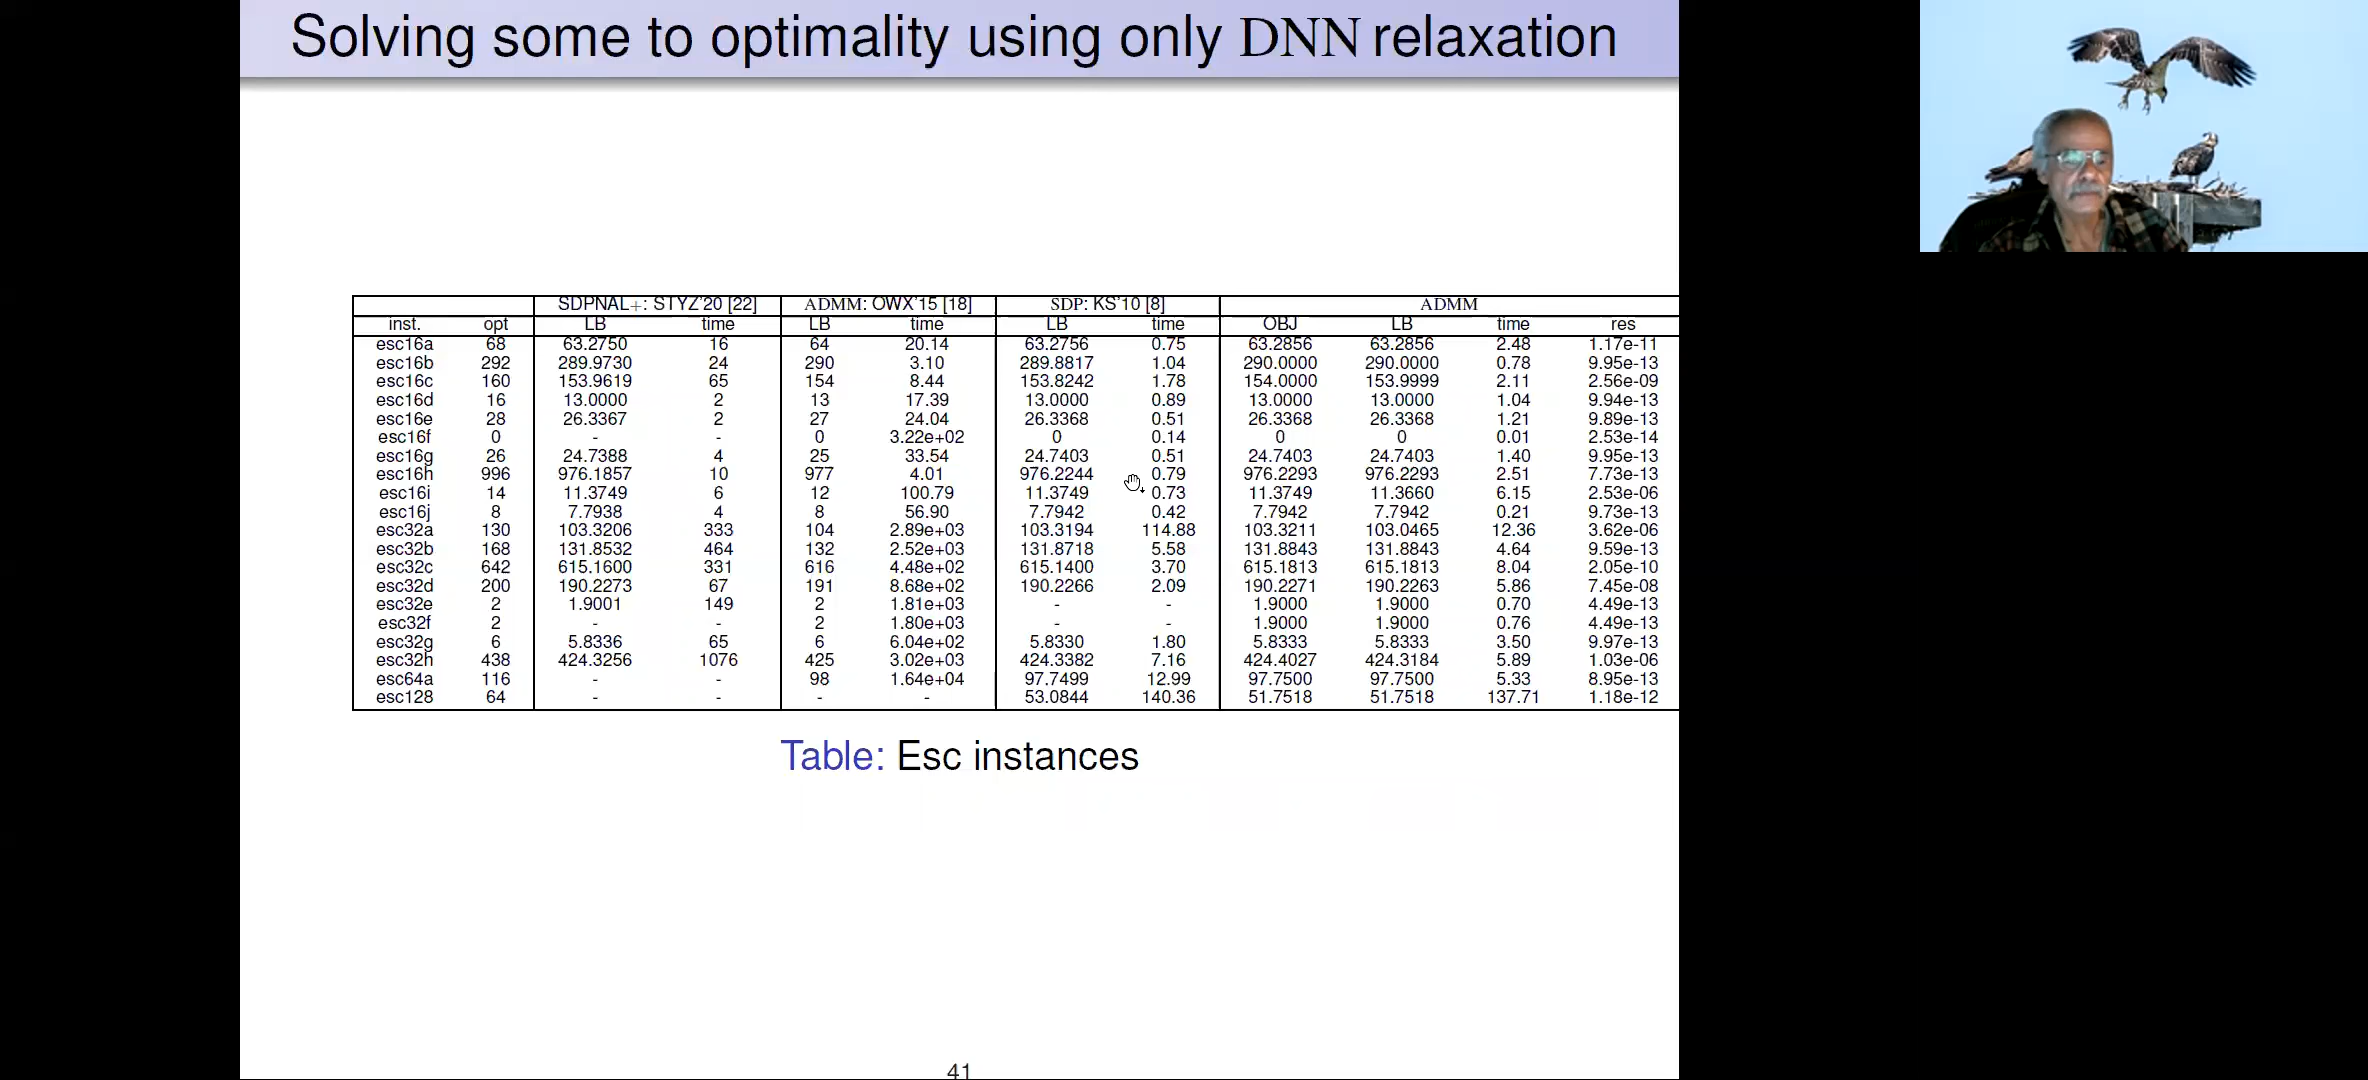 Solving some to optimality using only DNN relaxation
SDPNAL+: STYZ'20 [22] ADMM: OWX'15 [18] SDP: KS'10 [8] ADMM
inst. opt LB time LB time LB time OBJ LB time res
esc16a 68 63.2750 16 64 20.14 63.2756 0.75 63.2856 63.2856 2.48 1.17e-11
esc16b 292 289.9730 24 290 3.10 289.8817 1.04 290.0000 290.0000 0.78 9.95e-13
esc16c 160 153.9619 65 154 8.44 153.8242 1.78 154.0000 153.9999 2.11 2.56e-09
esc16d 16 13.0000 2 13 17.39 13.0000 0.89 13.0000 13.0000 1.04 9.94e-13
esc16e 28 26.3367 2 27 24.04 26.3368 0.51 26.3368 26.3368 1.21 9.89e-13
esc16f 0 - - 0 3.22e+02 0 0.14 0 0 0.01 2.53e-14
esc16g 26 24.7388 4 25 33.54 24.7403 0.51 24.7403 24.7403 1.40 9.95e-13
esc16h 996 976.1857 10 977 4.01 976.2244 0.79 976.2293 976.2293 2.51 7.73e-13
esc16i 14 11.3749 6 12 100.79 11.3749 0.73 11.3749 11.3660 6.15 2.53e-06
esc16j 8 7.7938 4 8 56.90 7.7942 0.42 7.7942 7.7942 0.21 9.73e-13
esc32a 130 103.3206 333 104 2.89e+03 103.3194 114.88 103.3211 103.0465 12.36 3.62e-06
esc32b 168 131.8532 464 132 2.52e+03 131.8718 5.58 131.8843 131.8843 4.64 9.59e-13
esc32c 642 615.1600 331 616 4.48e+02 615.1400 3.70 615.1813 615.1813 8.04 2.05e-10
esc32d 200 190.2273 67 191 8.68e+02 190.2266 2.09 190.2271 190.2263 5.86 7.45e-08
esc32e 2 1.9001 149 2 1.81e+03 - - 1.9000 1.9000 0.70 4.49e-13
esc32f 2 - - 2 1.80e+03 - - 1.9000 1.9000 0.76 4.49e-13
esc32g 6 5.8336 65 6 6.04e+02 5.8330 1.80 5.8333 5.8333 3.50 9.97e-13
esc32h 438 424.3256 1076 425 3.02e+03 424.3382 7.16 424.4027 424.3184 5.89 1.03e-06
esc64a 116 - - 98 1.64e+04 97.7499 12.99 97.7500 97.7500 5.33 8.95e-13
esc128 64 - - - - 53.0844 140.36 51.7518 51.7518 137.71 1.18e-12
Table: Esc instances
41